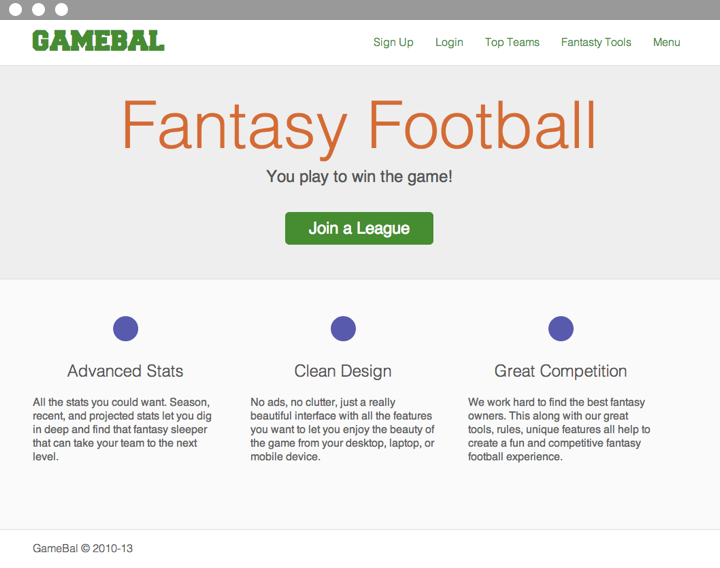 GAMEBAL
Sign Up Login Top Teams Fantasty Tools Menu
Fantasy Football
You play to win the game!
Join a League
Advanced Stats
All the stats you could want. Season,
recent, and projected stats let you dig
in deep and find that fantasy sleeper
that can take your team to the next
level.
Clean Design
No ads, no clutter, just a really
beautiful interface with all the features
you want to let you enjoy the beauty of
the game from your desktop, laptop, or
mobile device.
Great Competition
We work hard to find the best fantasy
owners. This along with our great
tools, rules, unique features all help to
create a fun and competitive fantasy
football experience.
GameBal © 2010-13